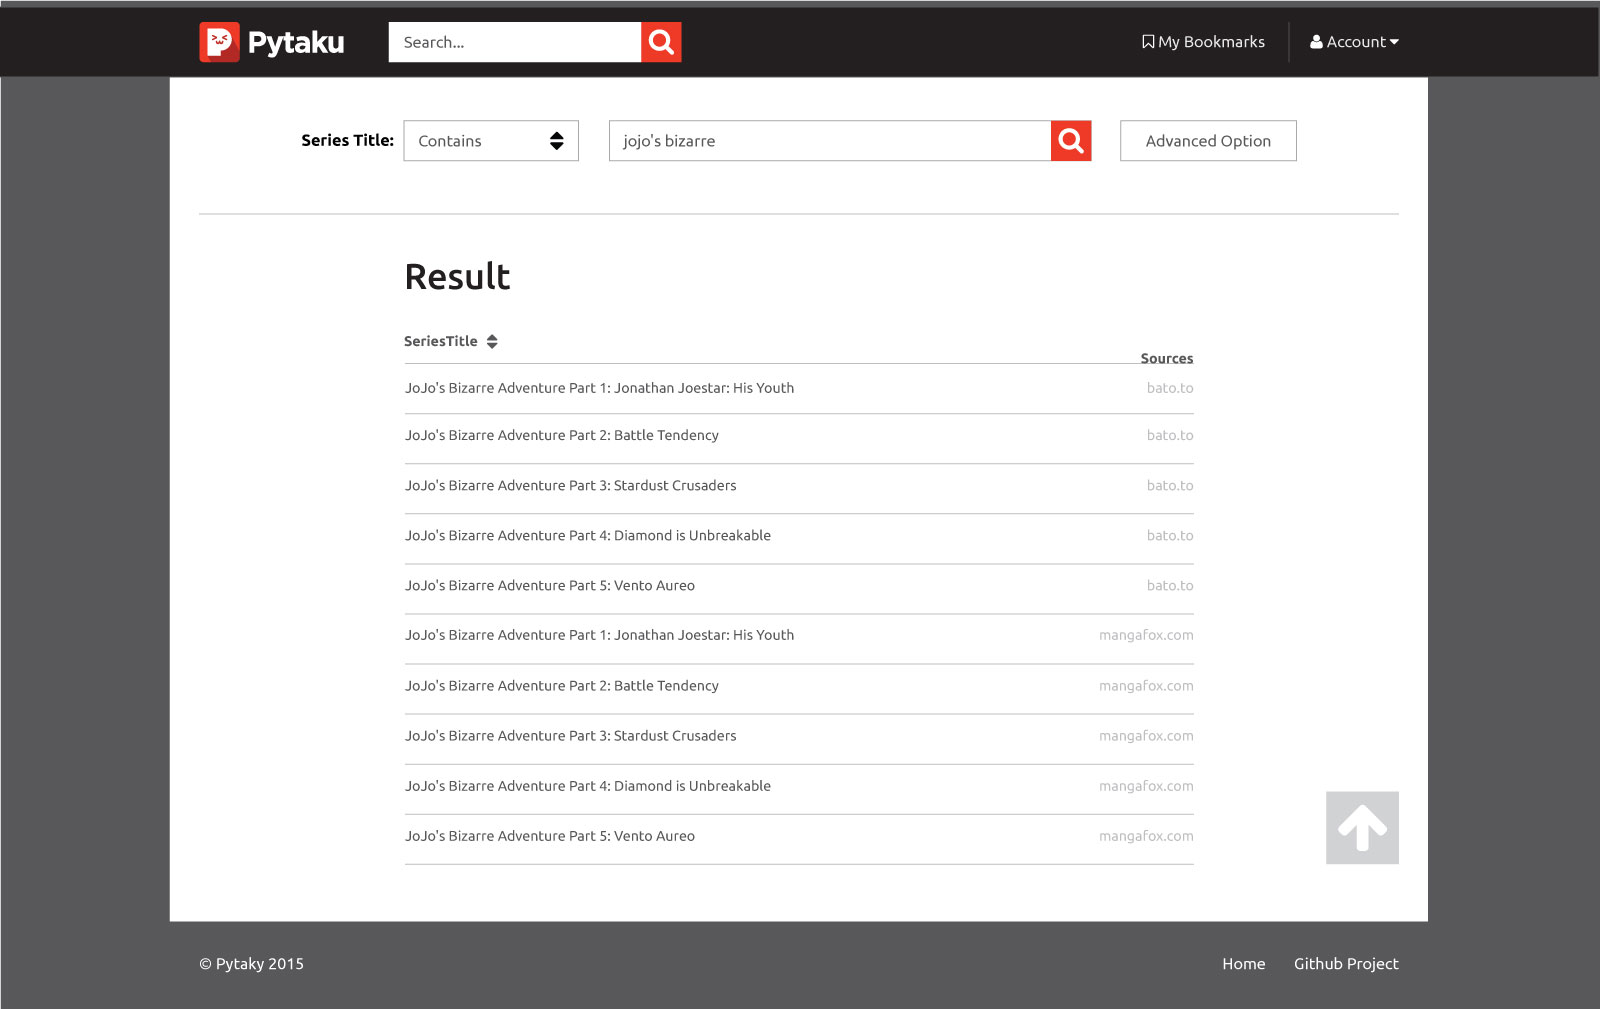 Pytaku
Search...
My Bookmarks
Account
Series Title:
Contains
jojo's bizarre
Advanced Option
Result
SeriesTitle
Sources
JoJo's Bizarre Adventure Part 1: Jonathan Joestar: His Youth bato.to
JoJo's Bizarre Adventure Part 2: Battle Tendency bato.to
JoJo's Bizarre Adventure Part 3: Stardust Crusaders bato.to
JoJo's Bizarre Adventure Part 4: Diamond is Unbreakable bato.to
JoJo's Bizarre Adventure Part 5: Vento Aureo bato.to
JoJo's Bizarre Adventure Part 1: Jonathan Joestar: His Youth mangafox.com
JoJo's Bizarre Adventure Part 2: Battle Tendency mangafox.com
JoJo's Bizarre Adventure Part 3: Stardust Crusaders mangafox.com
JoJo's Bizarre Adventure Part 4: Diamond is Unbreakable mangafox.com
JoJo's Bizarre Adventure Part 5: Vento Aureo mangafox.com
© Pytaky 2015
Home
Github Project